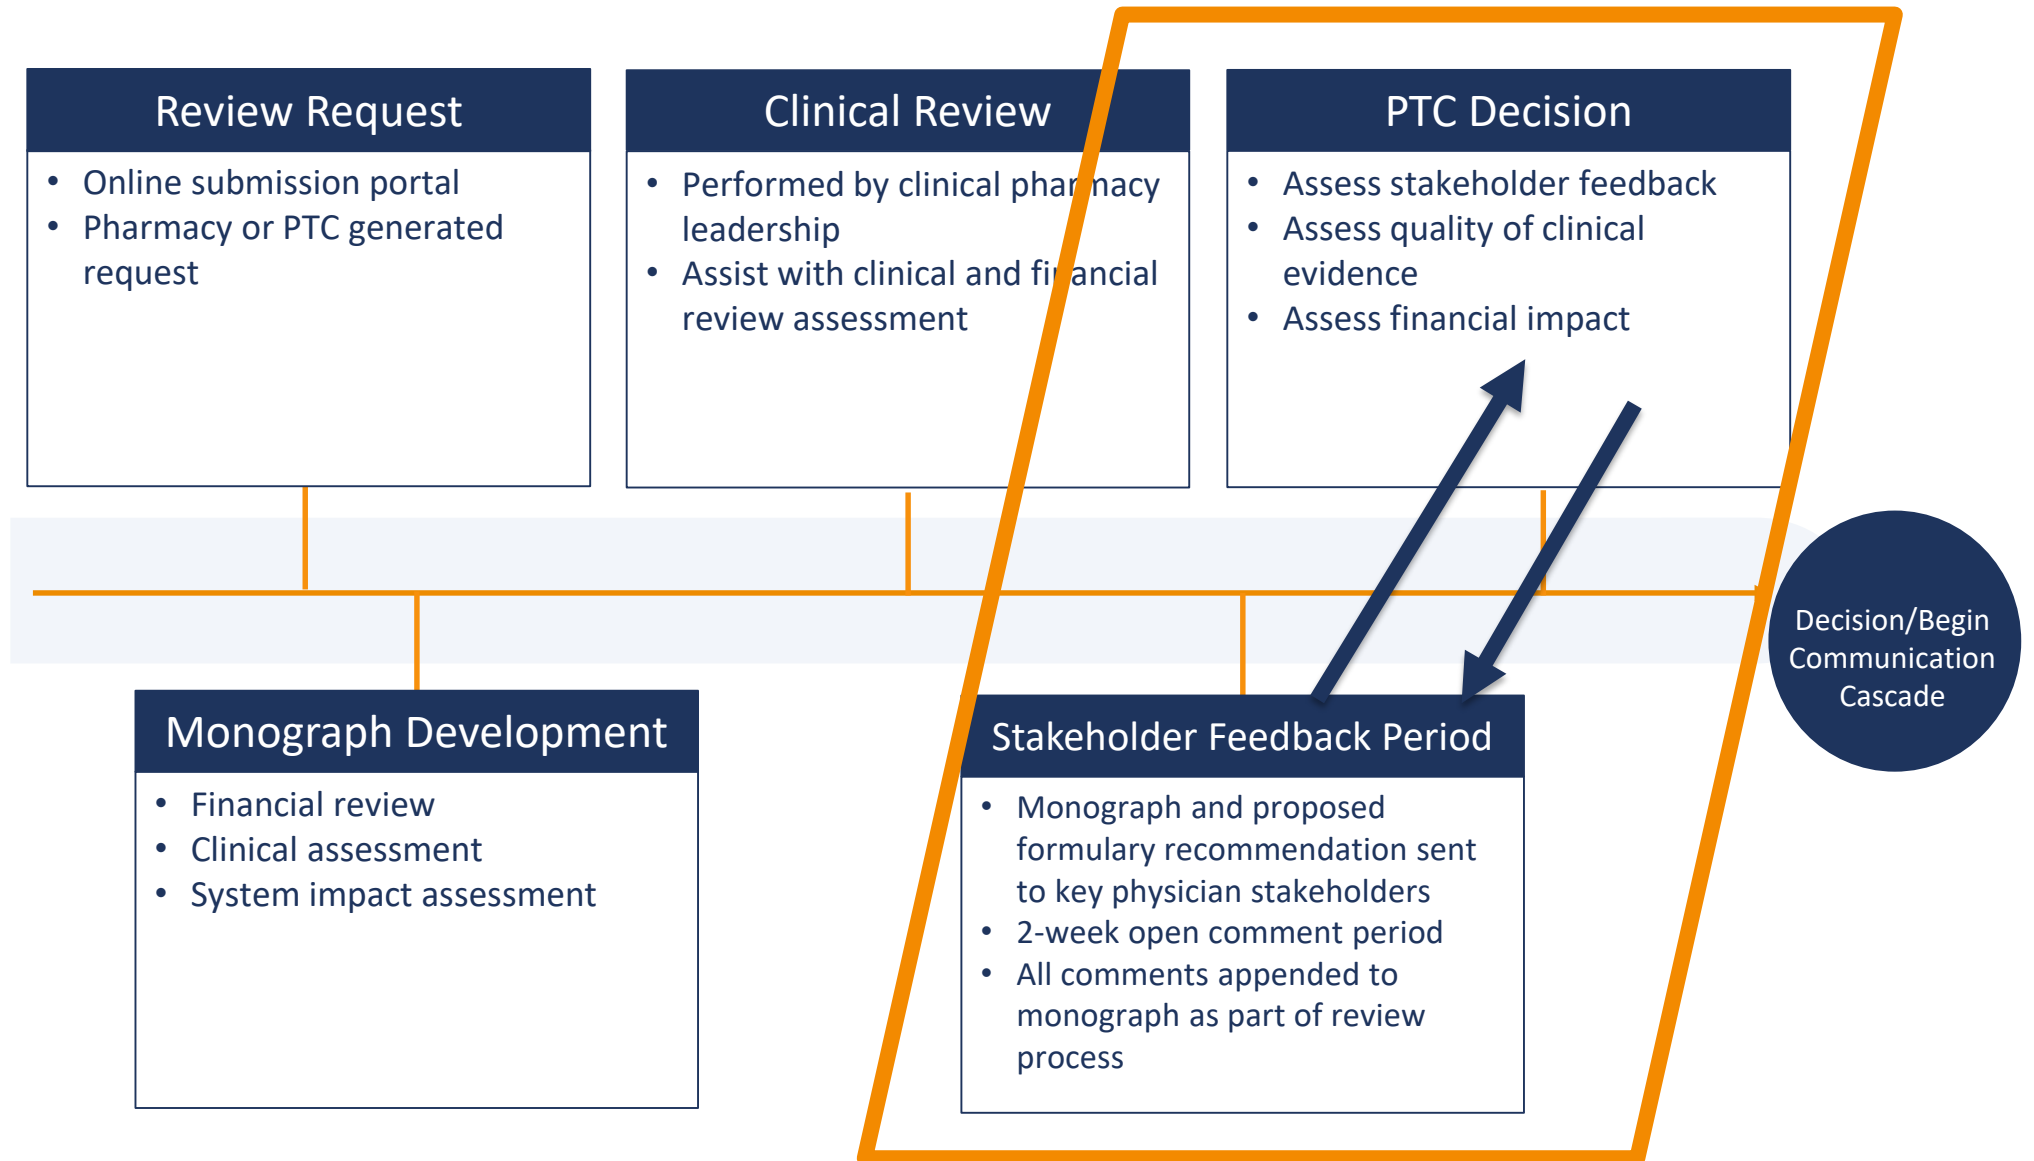 Review Request
• Online submission portal
• Pharmacy or PTC generated
request
Clinical Review
• Performed by clinical pharmacy
leadership
• Assist with clinical and financial
review assessment
PTC Decision
• Assess stakeholder feedback
• Assess quality of clinical
evidence
• Assess financial impact
Decision/Begin
Communication
Cascade
Monograph Development
• Financial review
• Clinical assessment
• System impact assessment
Stakeholder Feedback Period
• Monograph and proposed
formulary recommendation sent
to key physician stakeholders
• 2-week open comment period
• All comments appended to
monograph as part of review
process